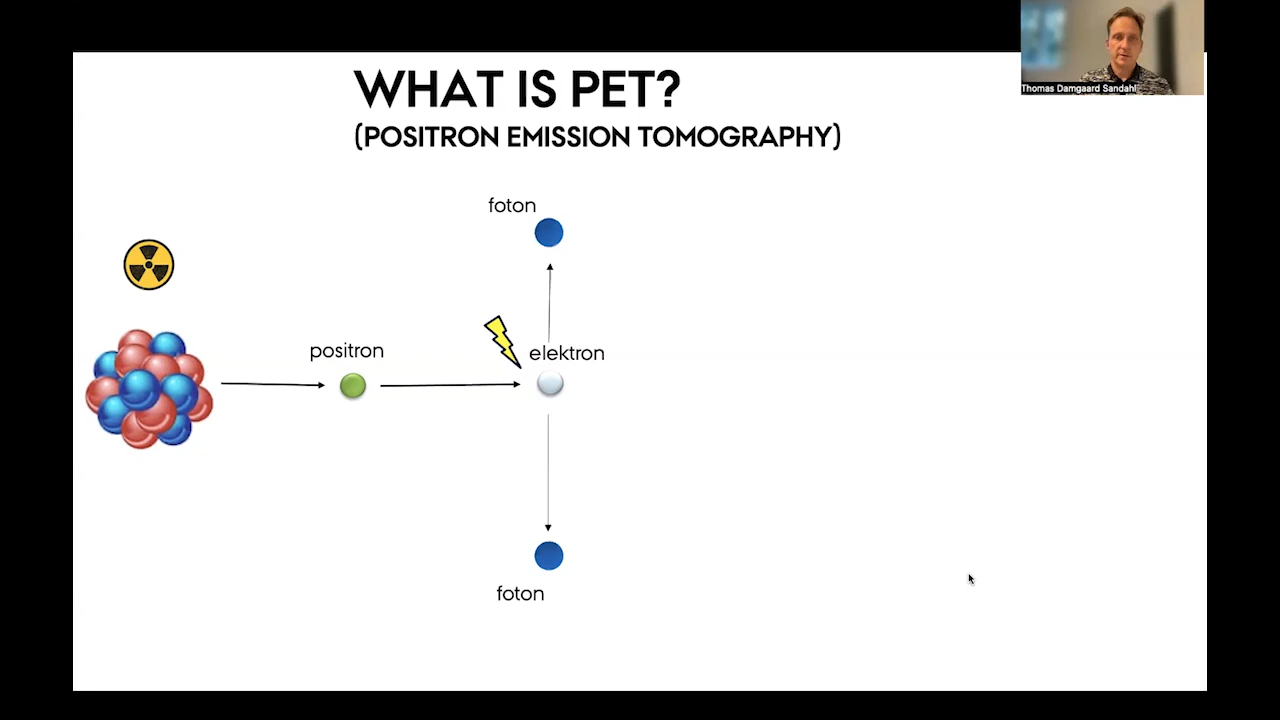 WHAT IS PET?
(POSITRON EMISSION TOMOGRAPHY)
Thomas Damgaard Sandahl
foton
positron
elektron
foton